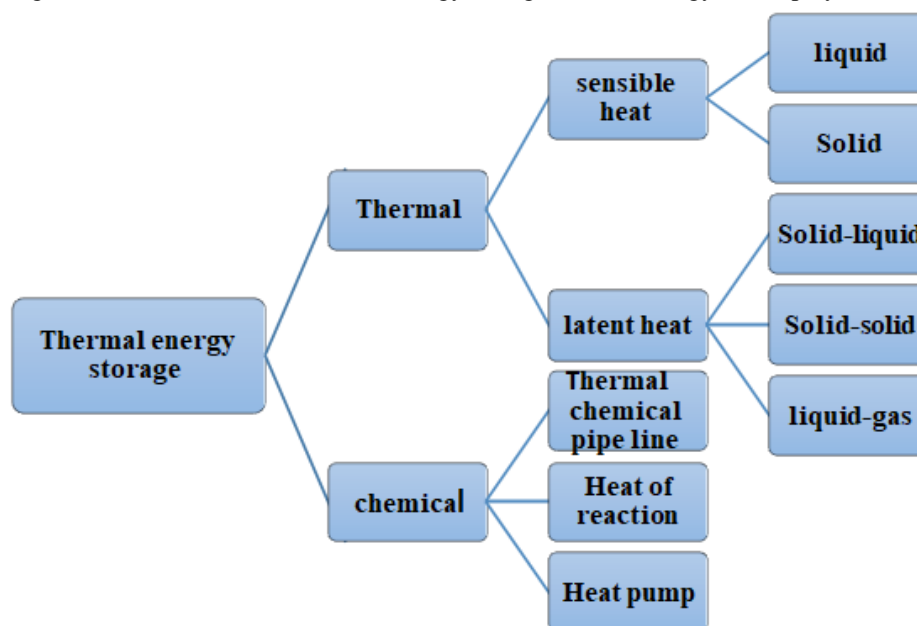 liquid
sensible
heat
Solid
Thermal
Solid-liquid
Thermal energy
storage
latent heat
Solid-solid
Thermal
chemical
pipe line
liquid-gas
chemical
Heat of
reaction
Heat pump